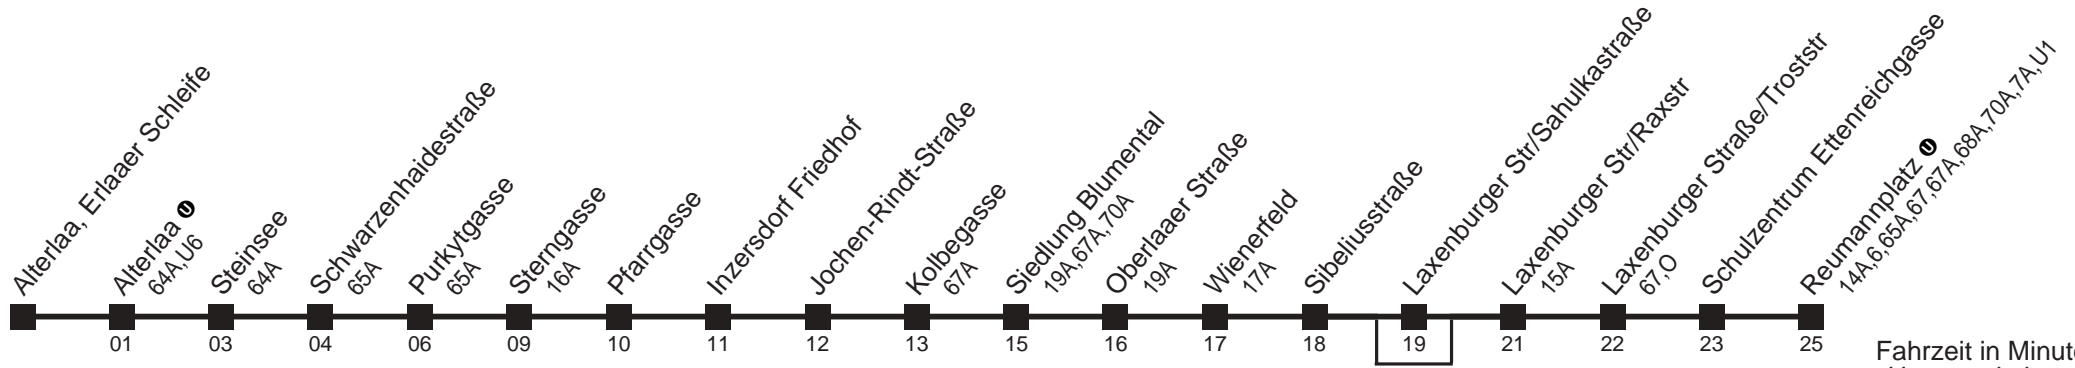 Alterlaa, Erlaaer Schleife
Alterlaa U
64A,U6
Steinsee
64A
Schwarzenhaidestraße
65A
Purkytgasse
65A
Sterngasse
16A
Pfarrgasse
Inzersdorf Friedhof
Jochen-Rindt-Straße
Kolbegasse
67A
Siedlung Blumental
19A,67A,70A
Oberlaaer Straße
19A
Wienerfeld
17A
Sibeliusstraße
Laxenburger Str/Sahulkastraße
Laxenburger Str/Raxstr
15A
Laxenburger Straße/Troststr
67,O
Schulzentrum Ettenreichgasse
Reumannplatz U
14A,6,65A,67,67A,68A,70A,7A,U1
01 03 04 06 09 10 11 12 13 15 16 17 18 19 21 22 23 25
Fahrzeit in Minut